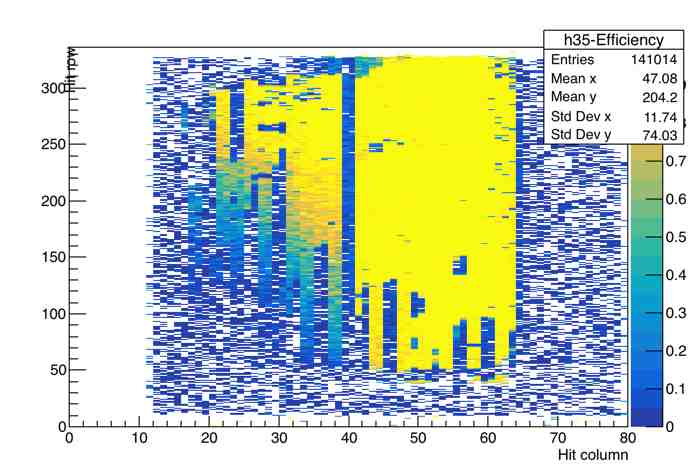 h35-Efficiency
Entries 141014
Mean x 47.08
Mean y 204.2
Std Dev x 11.74
Std Dev y 74.03
300
250
200
150
100
50
0
0 10 20 30 40 50 60 70 80
Hit column
0.7
0.6
0.5
0.4
0.3
0.2
0.1
0